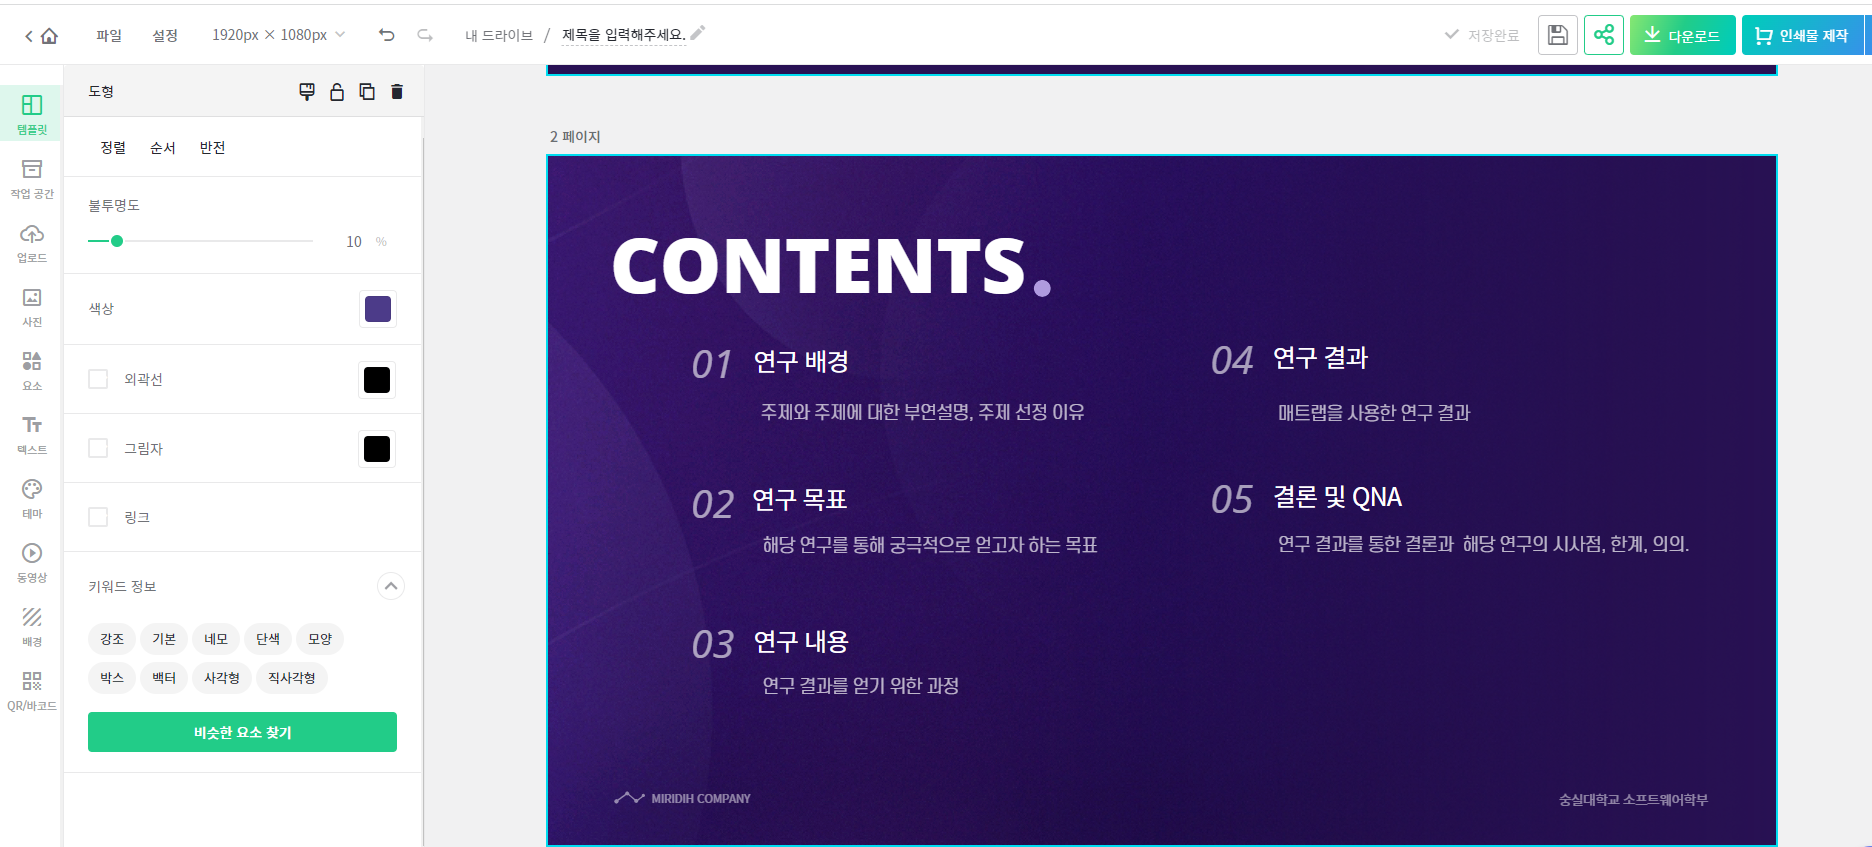 파일 설정 1920px × 1080px 내 드라이브 / 제목을 입력해주세요. 저장완료 다운로드 인쇄물 제작
템플릿
작업 공간
업로드
사진
요소
텍스트
테마
동영상
배경
QR/바코드
도형
정렬 순서 반전
불투명도
10 %
색상
외곽선
그림자
링크
키워드 정보
강조 기본 네모 단색 모양
박스 백터 사각형 직사각형
비슷한 요소 찾기
2 페이지
CONTENTS.
01 연구 배경
주제와 주제에 대한 부연설명, 주제 선정 이유
02 연구 목표
해당 연구를 통해 궁극적으로 얻고자 하는 목표
03 연구 내용
연구 결과를 얻기 위한 과정
04 연구 결과
매트랩을 사용한 연구 결과
05 결론 및 QNA
연구 결과를 통한 결론과 해당 연구의 시사점, 한계, 의의.
MIRIDIH COMPANY
숭실대학교 소프트웨어학부